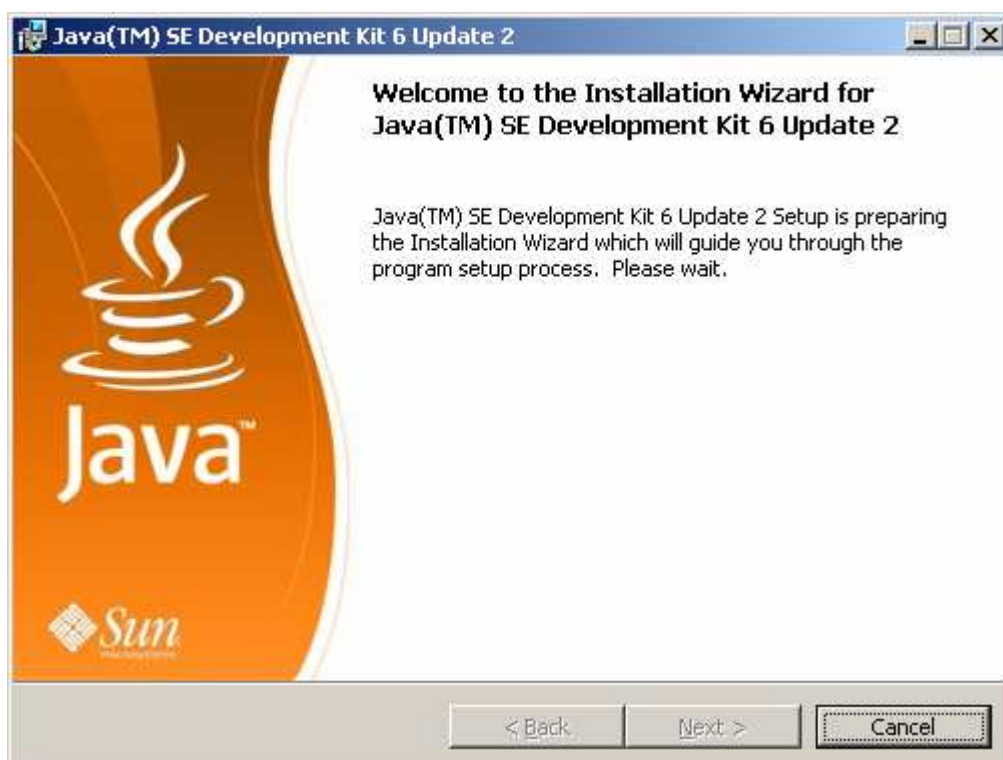 Java(TM) SE Development Kit 6 Update 2
Welcome to the Installation Wizard for
Java(TM) SE Development Kit 6 Update 2
Java(TM) SE Development Kit 6 Update 2 Setup is preparing
the Installation Wizard which will guide you through the
program setup process. Please wait.
Java™
Sun
< Back
Next >
Cancel